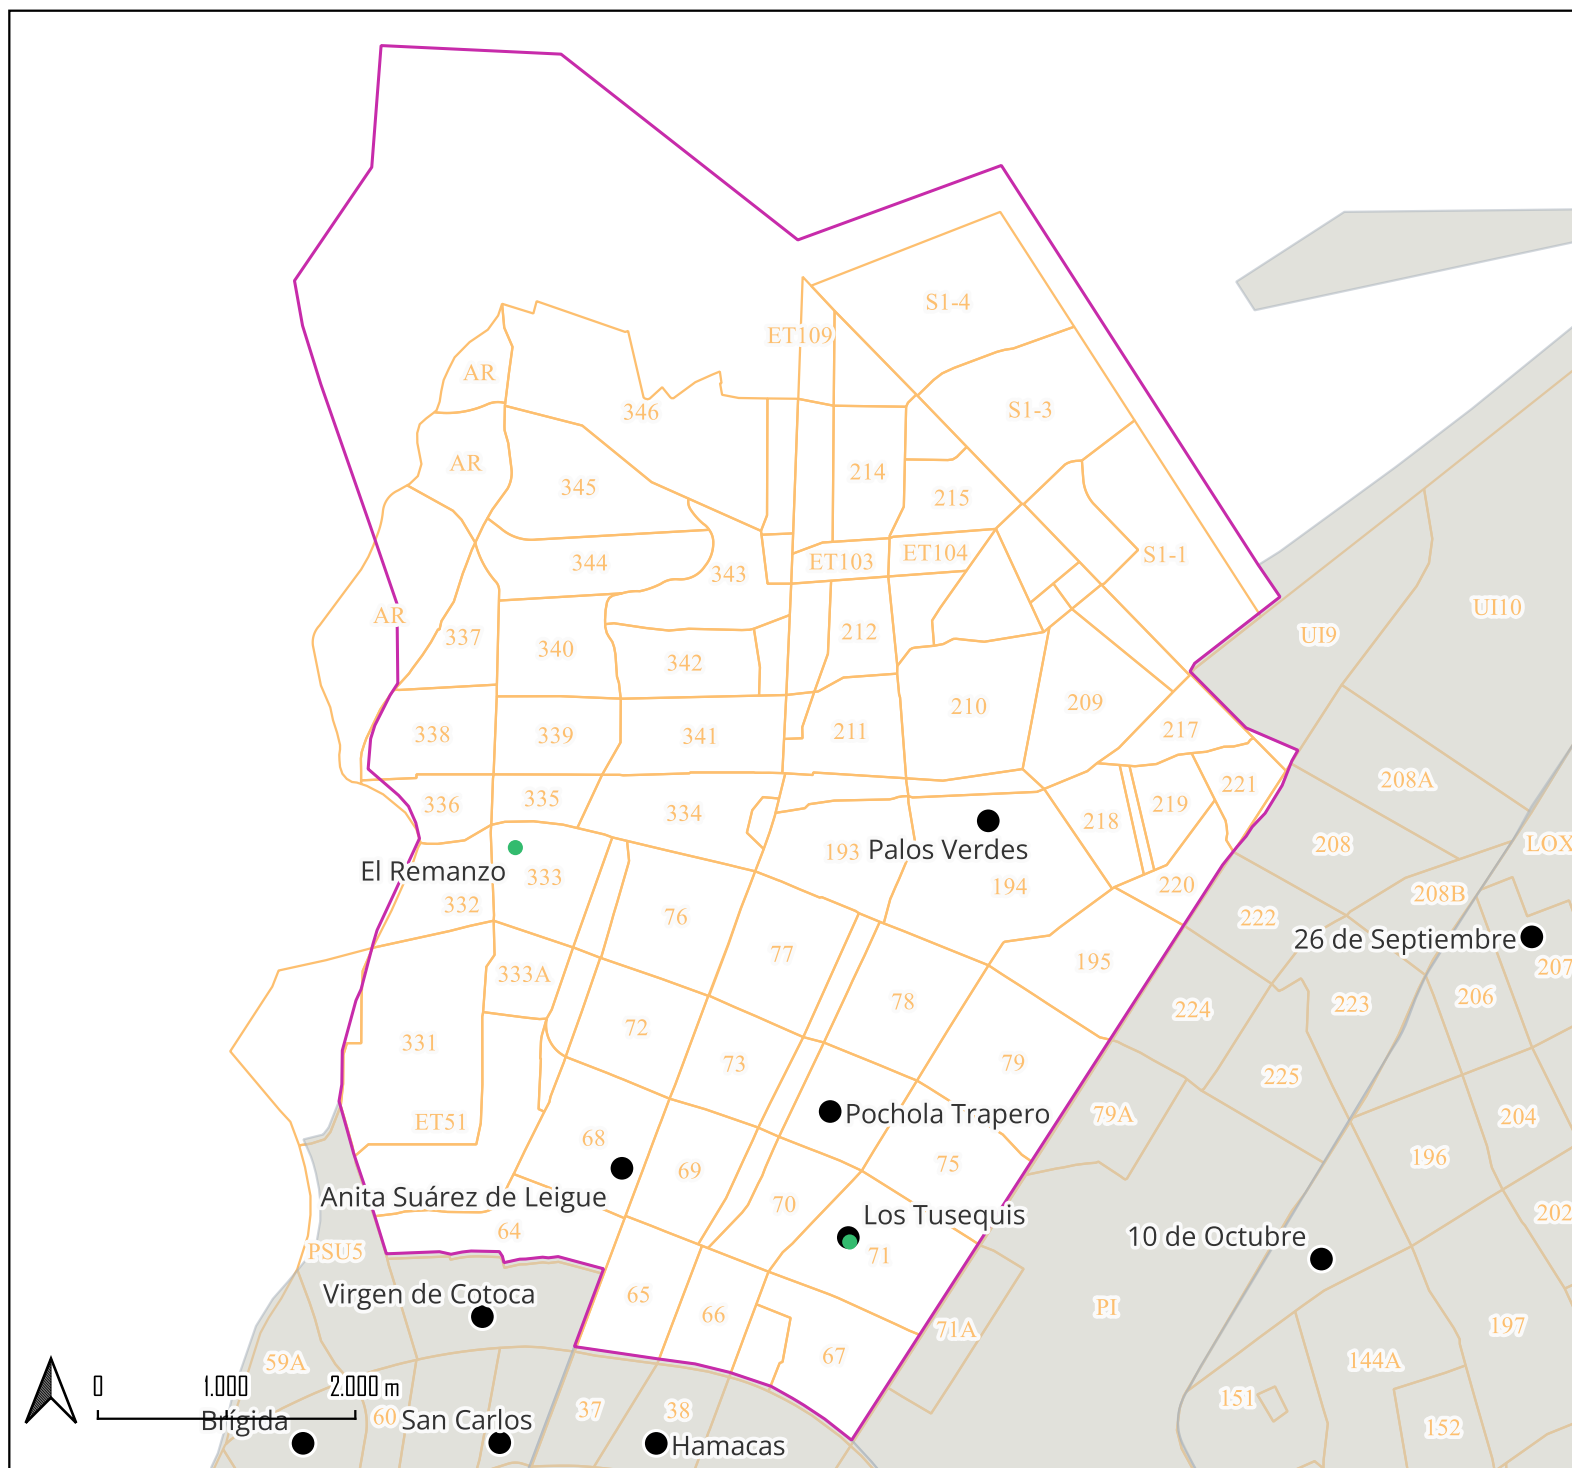 S1-4
ET109
AR
346
S1-3
AR
214
345
215
ET104
S1-1
ET103
344
343
UI10
AR
212
UI9
337
340
342
209
210
217
338
339
341
211
208A
221
335
336
219
334
218
208
LOX
193
Palos Verdes
El Remanzo
333
194
220
208B
332
76
222
26 de Septiembre
77
195
207
333A
206
78
223
224
72
331
73
79
225
Pochola Trapero
79A
204
ET51
68
196
75
69
Anita Suárez de Leigue
70
Los Tusequis
202
64
10 de Octubre
PSU5
71
Virgen de Cotoca
65
PI
66
197
71A
67
59A
144A
0 1.000 2.000 m
151
37
38
60
San Carlos
Brígida
152
Hamacas